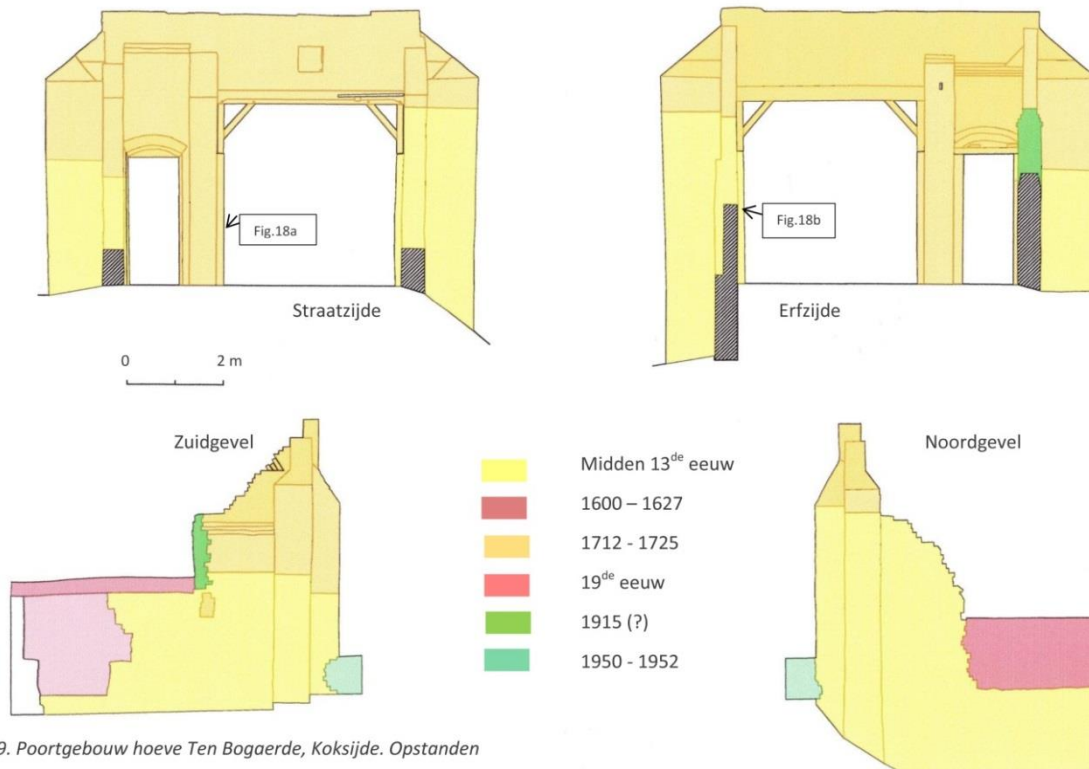 Fig.18a
Fig.18b
Straatzijde
Erfzijde
0 2 m
Zuidgevel
Noordgevel
Midden 13de eeuw
1600 – 1627
1712 - 1725
19de eeuw
1915 (?)
1950 - 1952
9. Poortgebouw hoeve Ten Bogaerde, Koksijde. Opstanden